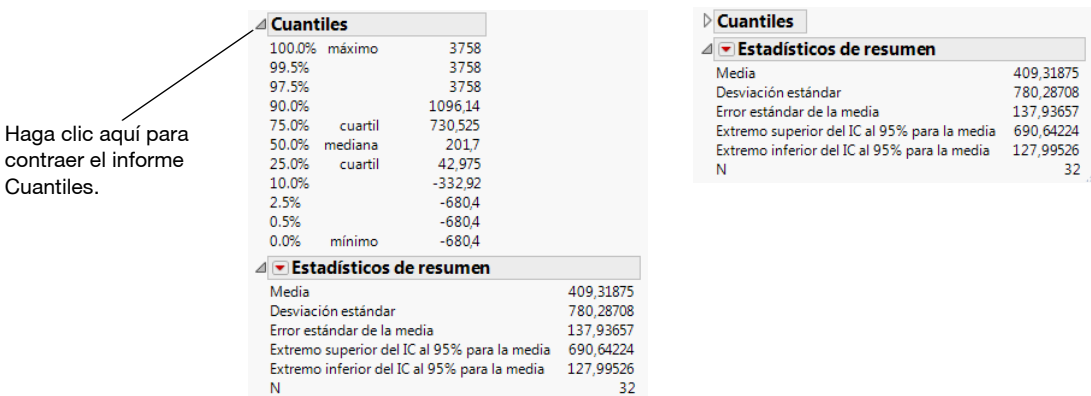 Haga clic aquí para
contraer el informe
Cuantiles.
Cuantiles
100.0% máximo 3758
99.5% 3758
97.5% 3758
90.0% 1096,14
75.0% cuartil 730,525
50.0% mediana 201,7
25.0% cuartil 42,975
10.0% -332,92
2.5% -680,4
0.5% -680,4
0.0% mínimo -680,4
Estadísticos de resumen
Media 409,31875
Desviación estándar 780,28708
Error estándar de la media 137,93657
Extremo superior del IC al 95% para la media 690,64224
Extremo inferior del IC al 95% para la media 127,99526
N 32
Cuantiles
Estadísticos de resumen
Media 409,31875
Desviación estándar 780,28708
Error estándar de la media 137,93657
Extremo superior del IC al 95% para la media 690,64224
Extremo inferior del IC al 95% para la media 127,99526
N 32